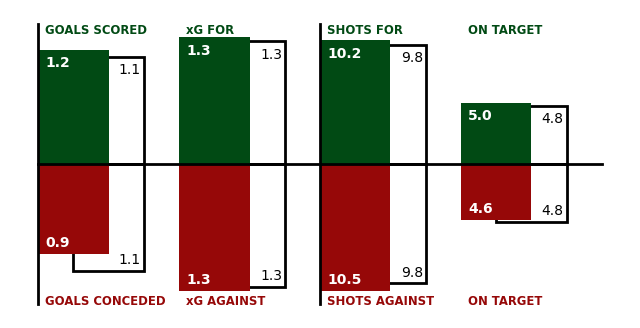 GOALS SCORED xG FOR SHOTS FOR ON TARGET
1.2 1.1 1.3 1.3 10.2 9.8 5.0 4.8
0.9 1.1 1.3 1.3 10.5 9.8 4.6 4.8
GOALS CONCEDED xG AGAINST SHOTS AGAINST ON TARGET